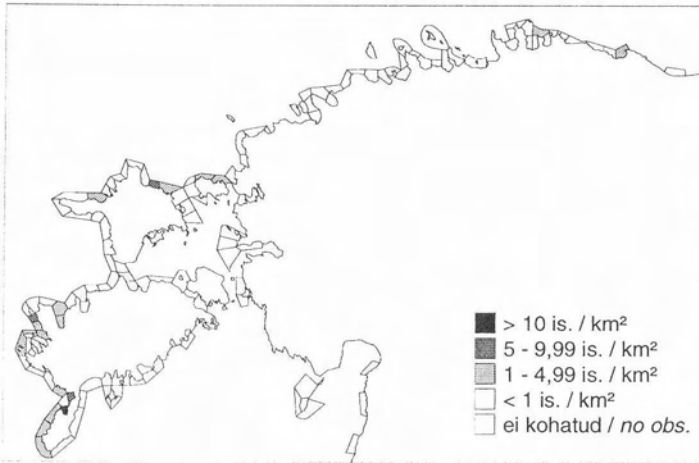 > 10 is. / km²
5 - 9,99 is. / km²
1 - 4,99 is. / km²
< 1 is. / km²
ei kohatud / no obs.